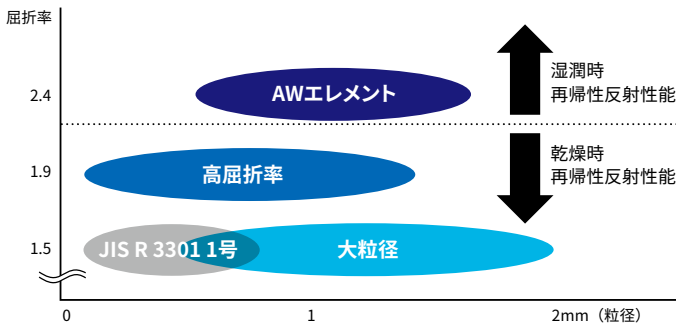 屈折率
2.4
AWエレメント
湿潤時
再帰性反射性能
1.9
高屈折率
乾燥時
再帰性反射性能
1.5
JIS R 3301 1号
大粒径
0
1
2mm（粒径）